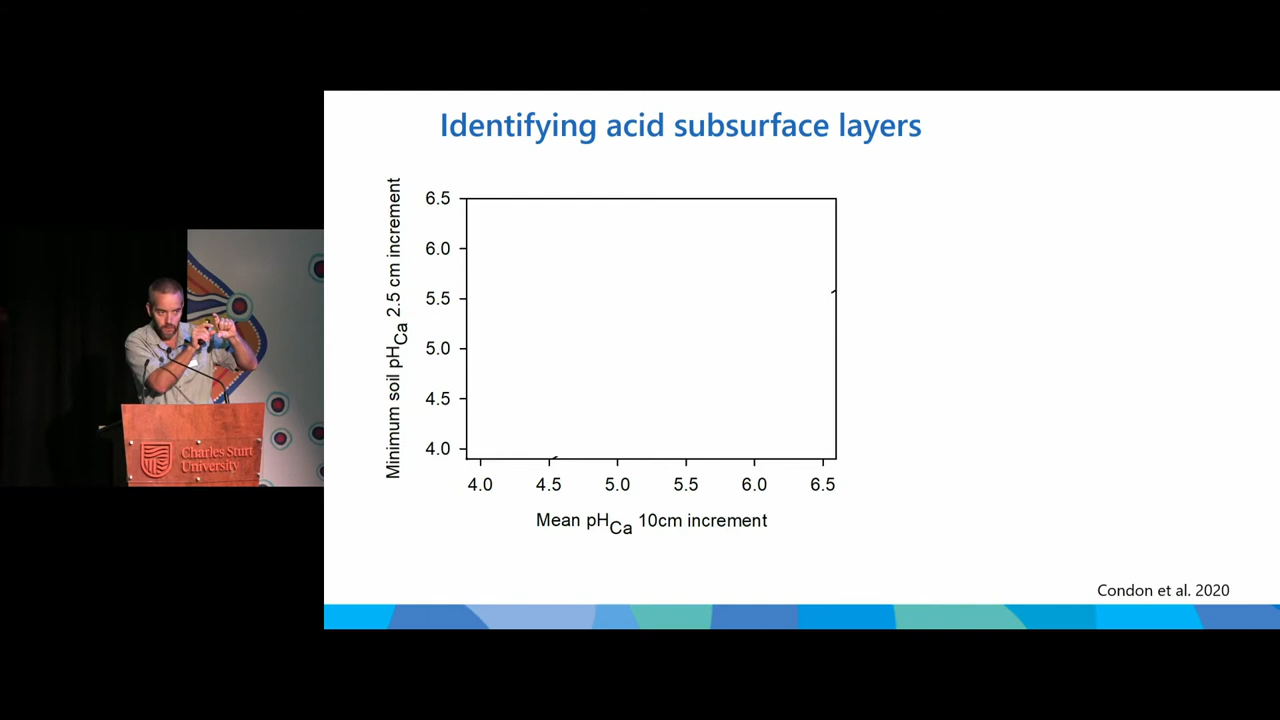 Identifying acid subsurface layers
Minimum soil pHCa 2.5 cm increment
6.5
6.0
5.5
5.0
4.5
4.0
4.0 4.5 5.0 5.5 6.0 6.5
Mean pHCa 10cm increment
Condon et al. 2020
Charles Sturt
University